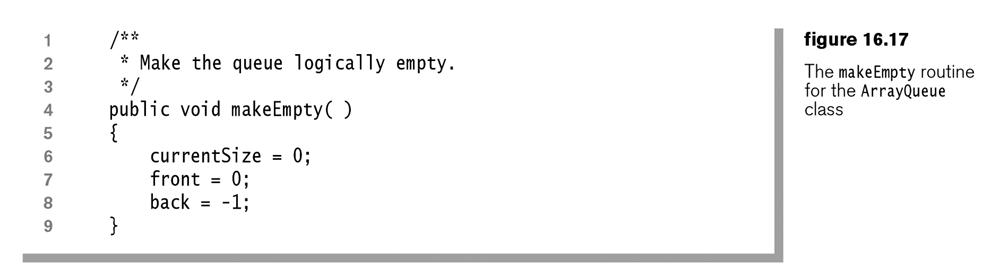 1 /**
2 * Make the queue logically empty.
3 */
4 public void makeEmpty( )
5 {
6 currentSize = 0;
7 front = 0;
8 back = -1;
9 }
figure 16.17
The makeEmpty routine
for the ArrayQueue
class